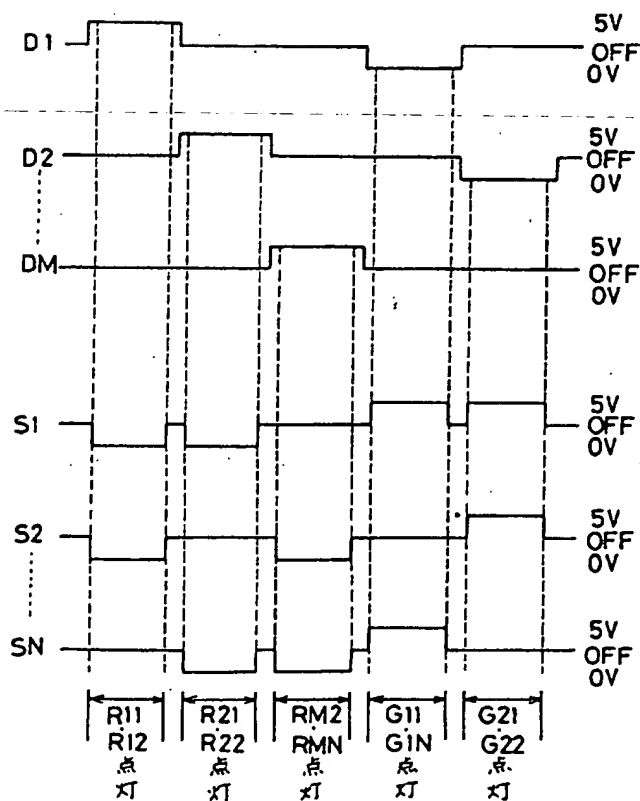 D1
5V
OFF
0V
D2
5V
OFF
0V
DM
5V
OFF
0V
S1
5V
OFF
0V
S2
5V
OFF
0V
SN
5V
OFF
0V
R11
R12
点
灯
R21
R22
点
灯
RM2
RMN
点
灯
G11
G1N
点
灯
G21
G22
点
灯